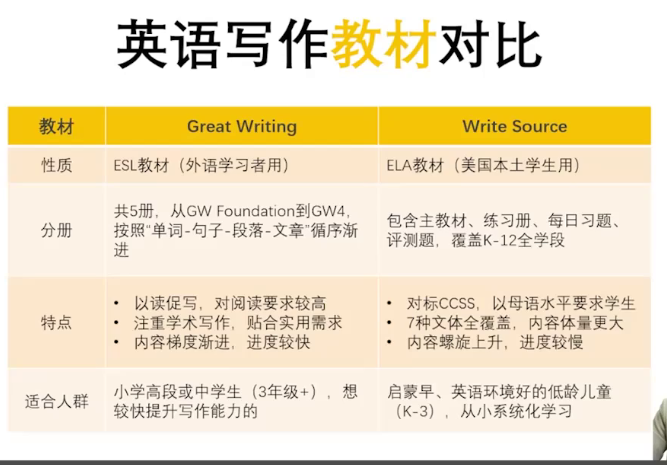 英语写作教材对比
教材
Great Writing
Write Source
性质
ESL教材（外语学习者用）
ELA教材（美国本土学生用）
分册
共5册，从GW Foundation到GW4，
按照“单词-句子-段落-文章”循序渐
进
包含主教材、练习册、每日习题、
评测题，覆盖K-12全学段
特点
• 以读促写，对阅读要求较高
• 注重学术写作，贴合实用需求
• 内容梯度渐进，进度较快
• 对标CCSS，以母语水平要求学生
• 7种文体全覆盖，内容体量更大
• 内容螺旋上升，进度较慢
适合人群
小学高段或中学生（3年级+），想
较快提升写作能力的
启蒙早、英语环境好的低龄儿童
（K-3），从小系统化学习